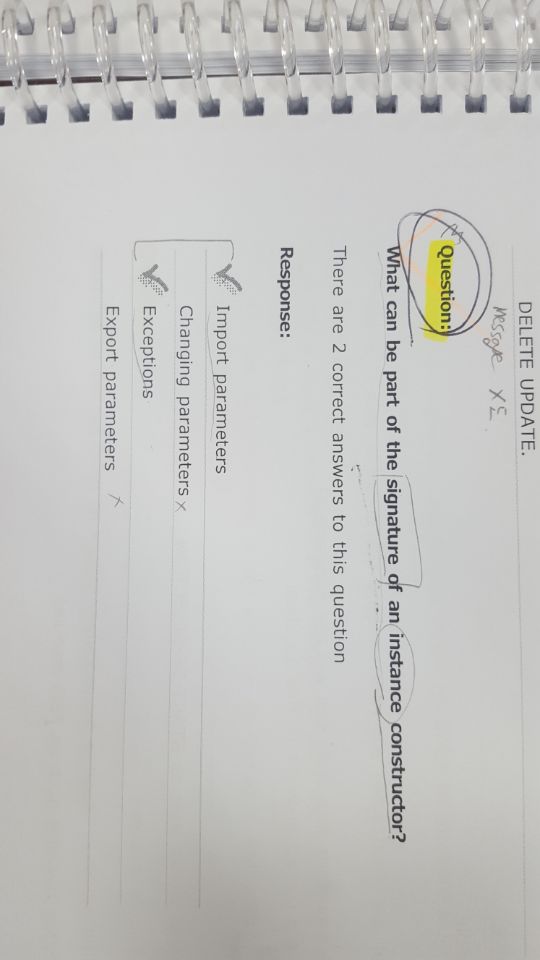 DELETE UPDATE.
Message XE
Question:
What can be part of the signature of an instance constructor?
There are 2 correct answers to this question
Response:
Import parameters
Changing parameters x
Exceptions
Export parameters x